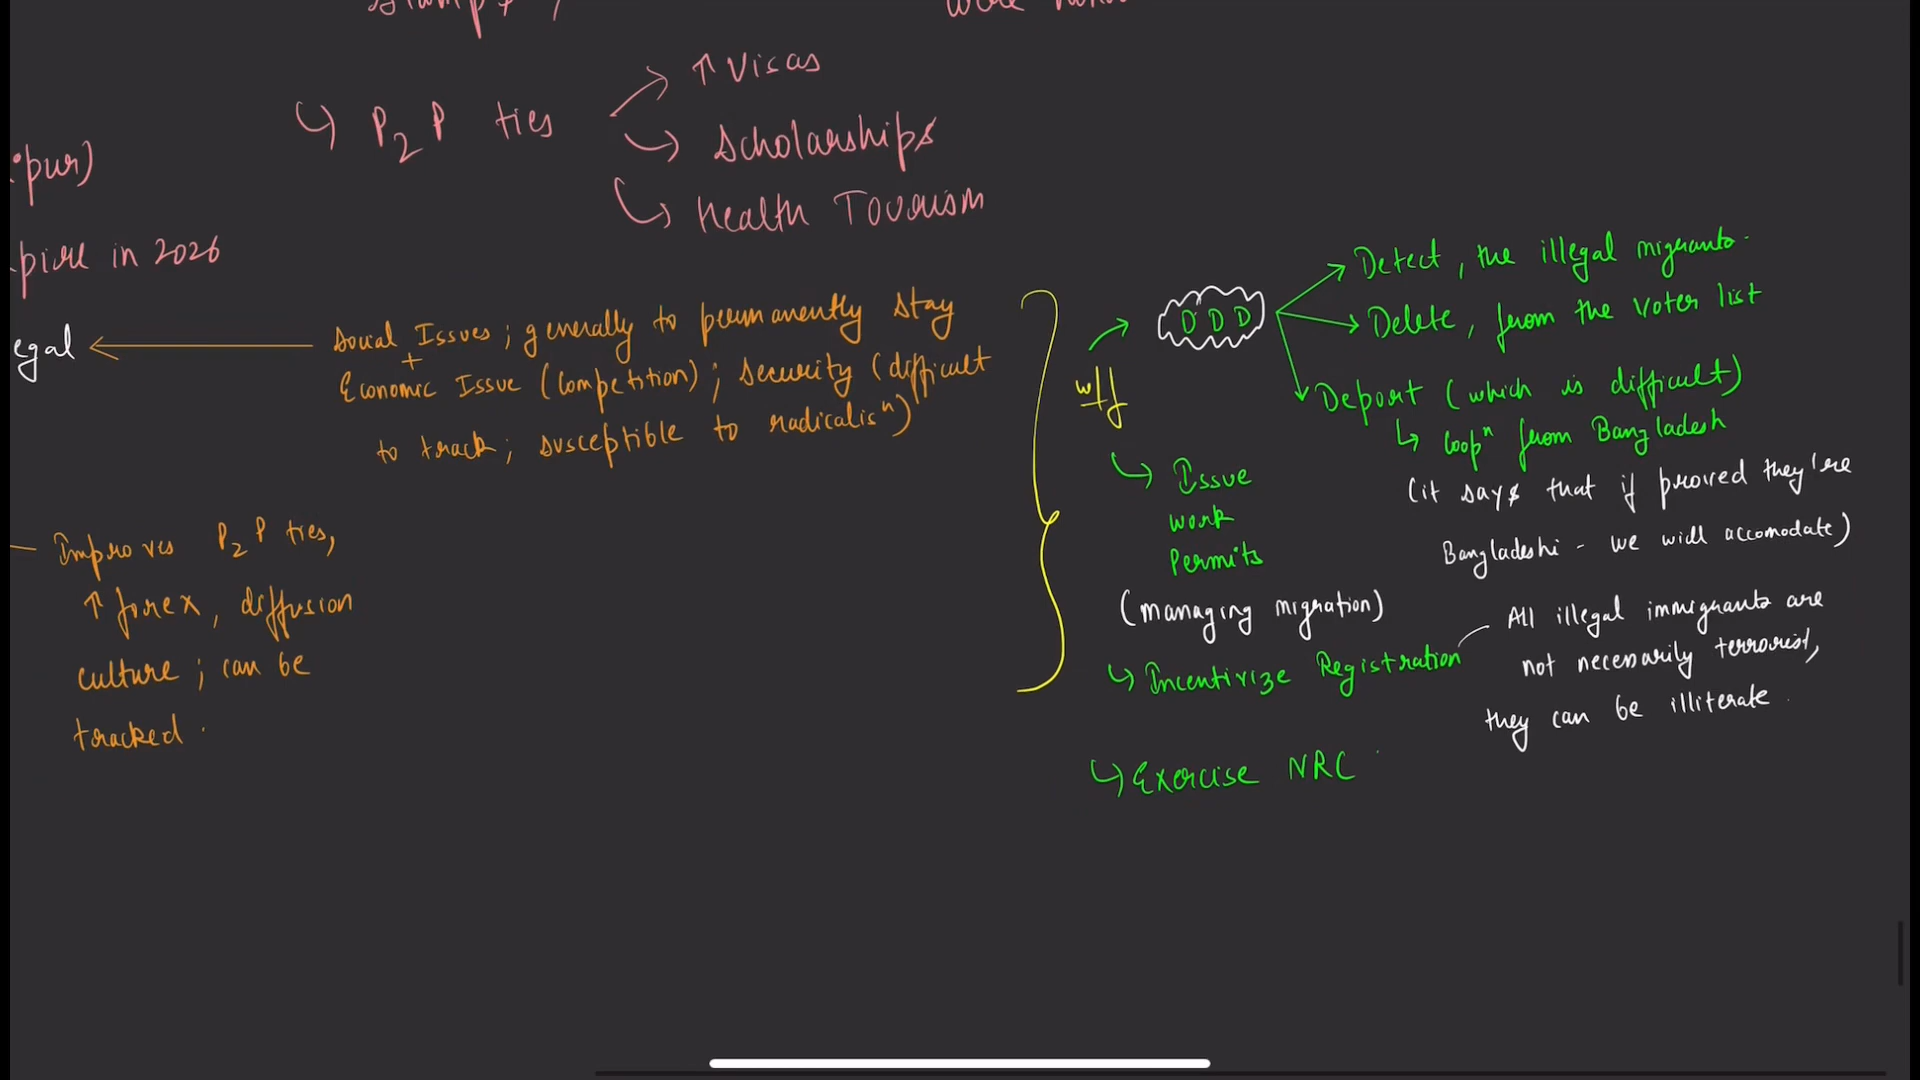 ↳ P2P ties
↑ Visas
↳ Scholarships
↳ Health Tourism
pur)
pire in 2026
egal
Social Issues ; generally to permanently stay
+
Economic Issue (Competition) ; security (difficult
to track ; susceptible to radicalisⁿ)
Improves P2P ties,
↑ forex, diffusion
culture ; can be
tracked .
wff
DDD
Detect, the illegal migrants .
Delete, from the voter list
Deport (which is difficult)
↳ Coopⁿ from Bangladesh
(it says that if proved they're
Bangladeshi - we will accomodate)
↳ Issue
Work
Permits
(managing migration)
↳ Incentivize Registration
All illegal immigrants are
not necessarily terrorist,
they can be illiterate .
↳ Exercise NRC